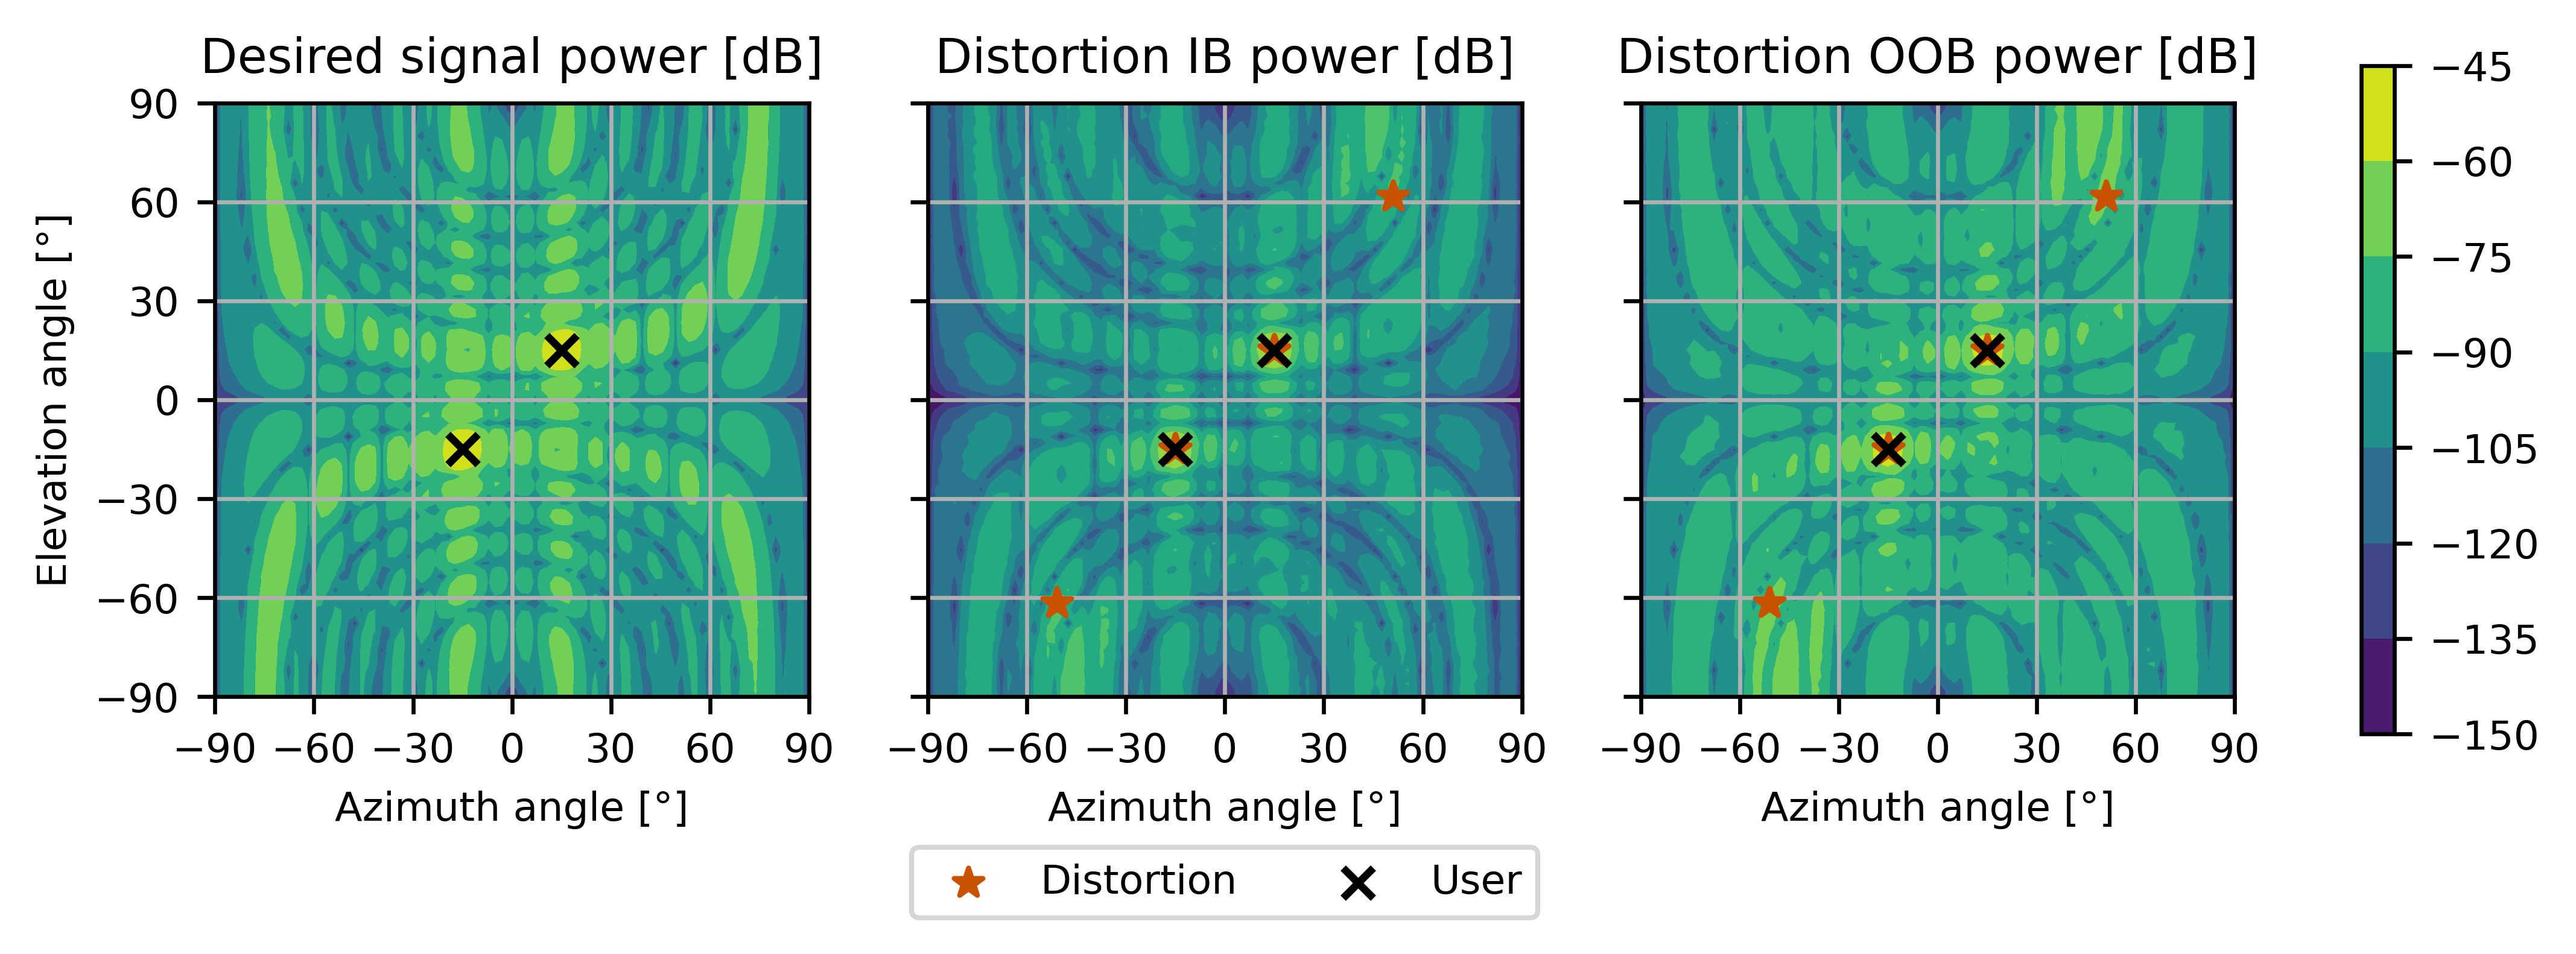 Desired signal power [dB]
Distortion IB power [dB]
Distortion OOB power [dB]
Elevation angle [°]
90
60
30
0
−30
−60
−90
−90 −60 −30 0 30 60 90
−90 −60 −30 0 30 60 90
−90 −60 −30 0 30 60 90
Azimuth angle [°]
Azimuth angle [°]
Azimuth angle [°]
−45
−60
−75
−90
−105
−120
−135
−150
Distortion
User